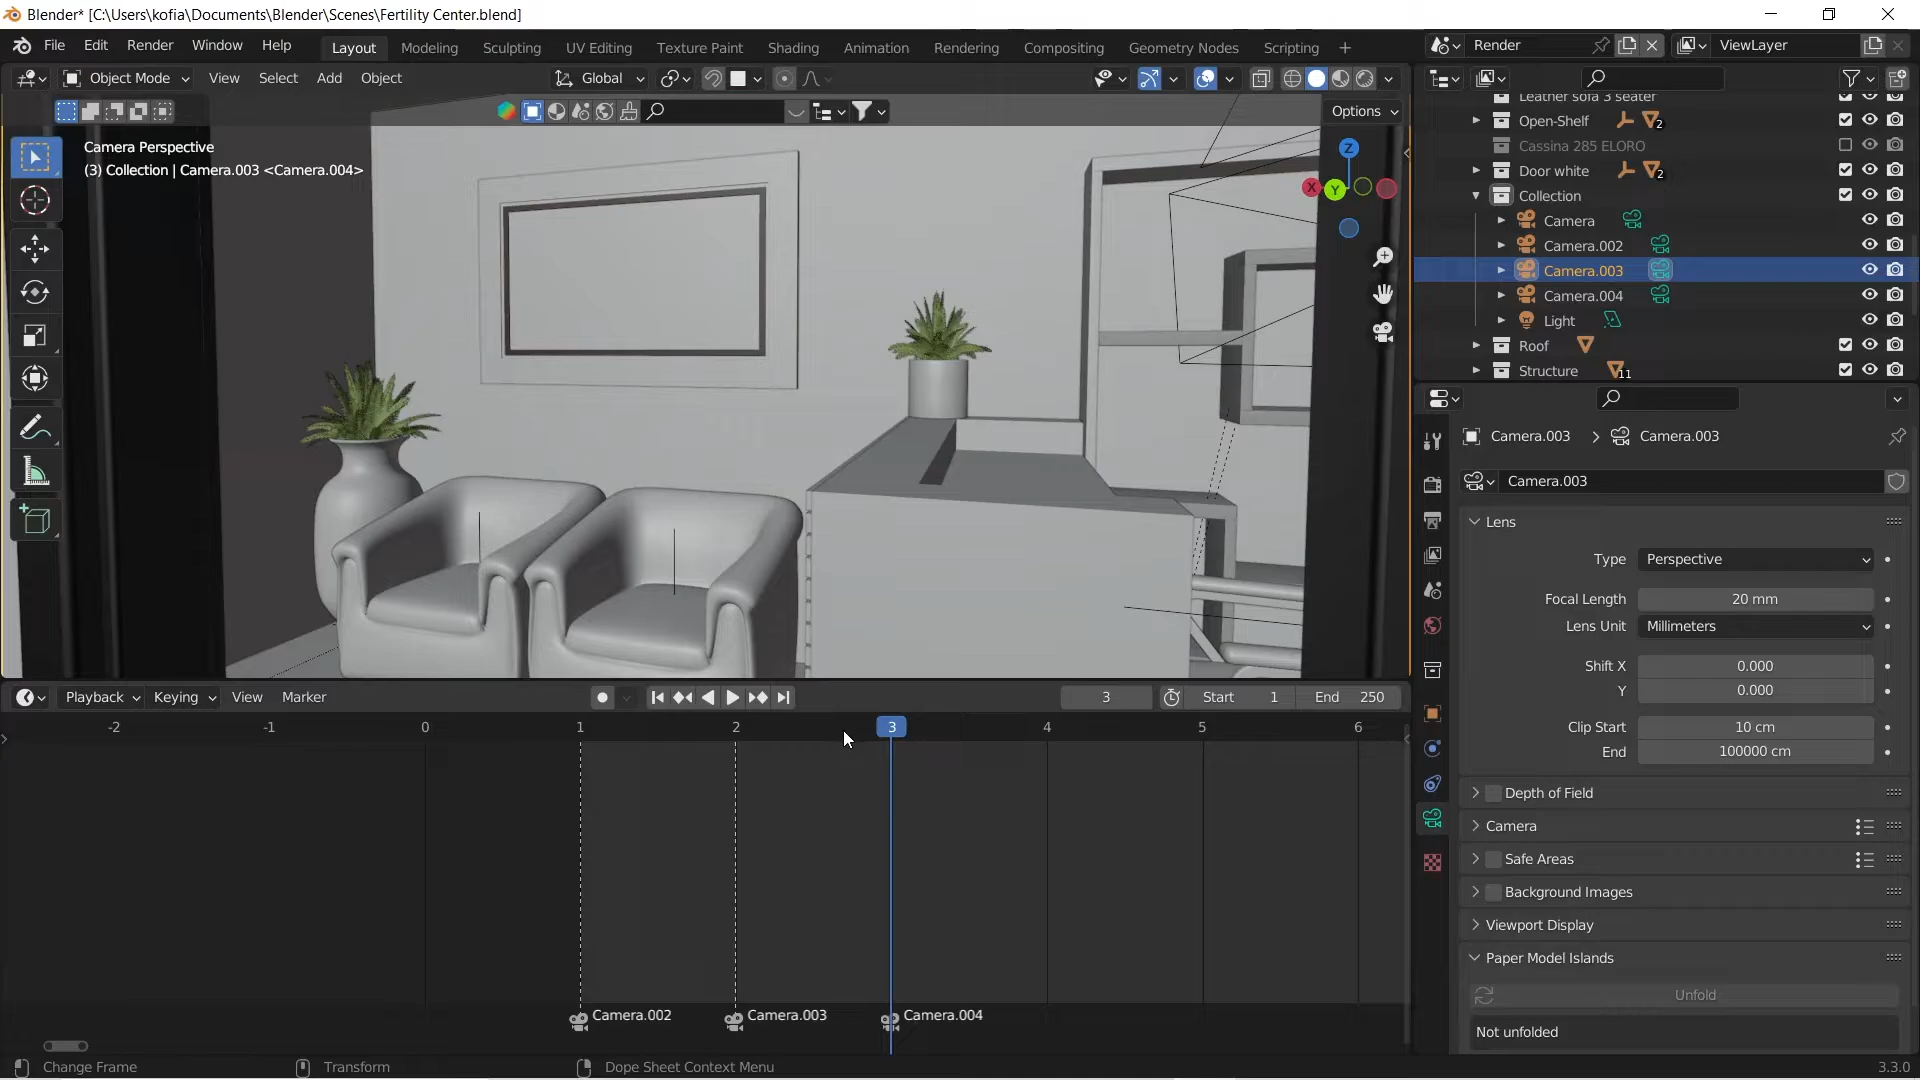 Blender* [C:\Users\kofia\Documents\Blender\Scenes\Fertility Center.blend]
File Edit Render Window Help
Layout Modeling Sculpting UV Editing Texture Paint Shading Animation Rendering Compositing Geometry Nodes Scripting +
Render
ViewLayer
Object Mode View Select Add Object
Global
Options
Camera Perspective
(3) Collection | Camera.003 <Camera.004>
Z
X
Y
Leather sofa 3 seater
Open-Shelf 2
Cassina 285 ELORO
Door white 2
Collection
Camera
Camera.002
Camera.003
Camera.004
Light
Roof
Structure 11
Camera.003 > Camera.003
Camera.003
Lens
Type Perspective
Focal Length 20 mm
Lens Unit Millimeters
Shift X 0.000
Y 0.000
Clip Start 10 cm
End 100000 cm
Depth of Field
Camera
Safe Areas
Background Images
Viewport Display
Paper Model Islands
Unfold
Not unfolded
Playback Keying View Marker
3
Start 1 End 250
-2 -1 0 1 2 3 4 5 6
Camera.002 Camera.003 Camera.004
Change Frame Transform Dope Sheet Context Menu
3.3.0